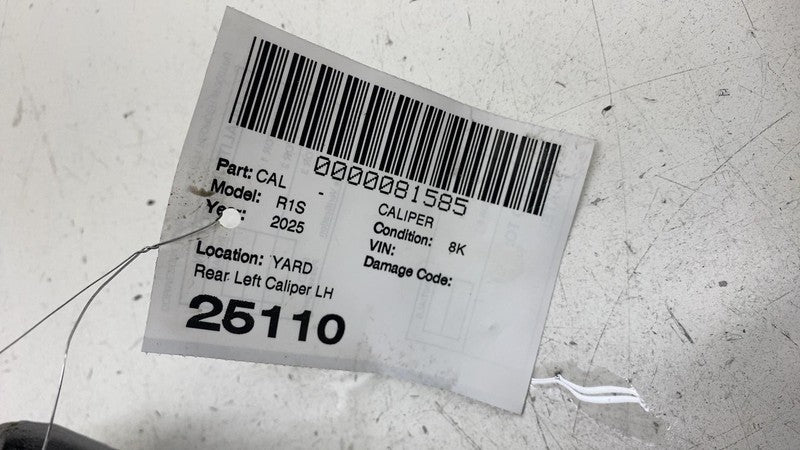 0000081585
Part: CAL - CALIPER
Model: R1S Condition: 8K
Year: 2025 VIN:
Damage Code:
Location: YARD
Rear Left Caliper LH
25110